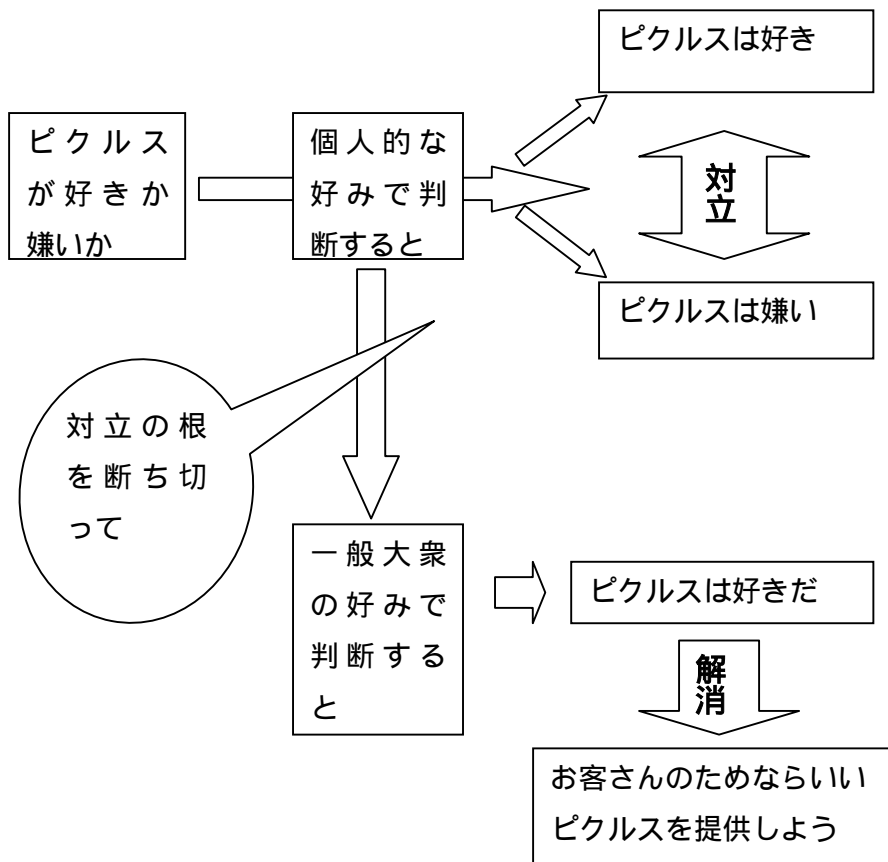 ピクルスは好き
ピクルス
が好きか
嫌いか
個人的な
好みで判
断すると
対立
ピクルスは嫌い
対立の根
を断ち切
って
一般大衆
の好みで
判断する
と
ピクルスは好きだ
解消
お客さんのためならいい
ピクルスを提供しよう